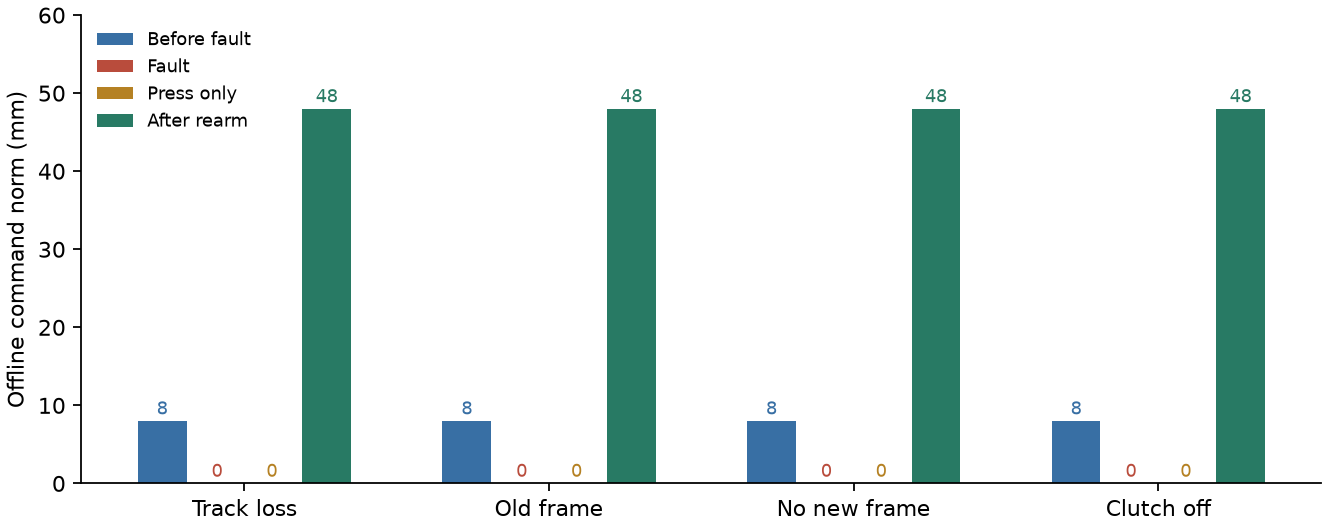 Offline command norm (mm)
60
50
40
30
20
10
0
Before fault
Fault
Press only
After rearm
8 0 0 48
8 0 0 48
8 0 0 48
8 0 0 48
Track loss
Old frame
No new frame
Clutch off